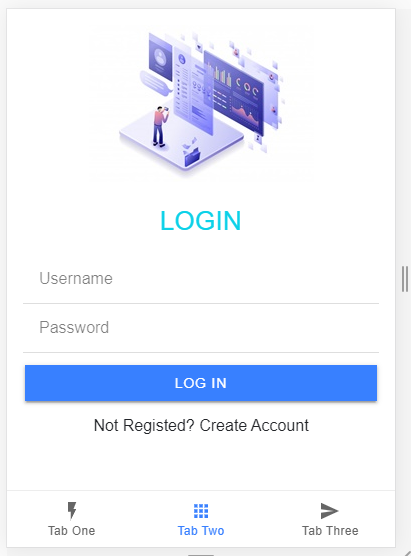 LOGIN
Username
Password
LOG IN
Not Registed? Create Account
Tab One Tab Two Tab Three